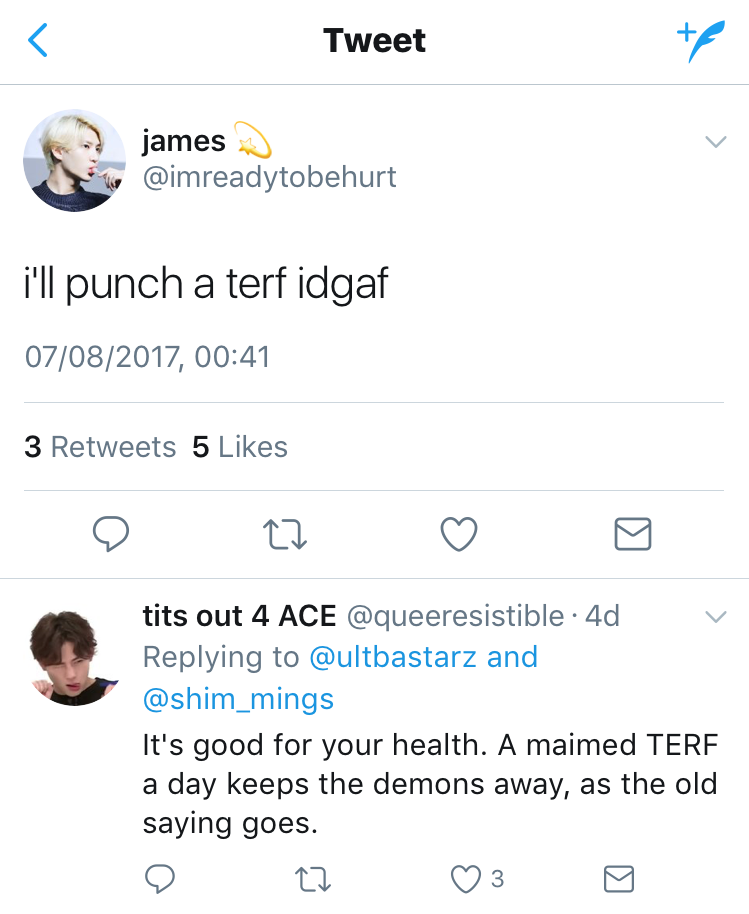 Tweet
james 💫
@imreadytobehurt
i'll punch a terf idgaf
07/08/2017, 00:41
3 Retweets 5 Likes
tits out 4 ACE @queeresistible · 4d
Replying to @ultbastarz and
@shim_mings
It's good for your health. A maimed TERF
a day keeps the demons away, as the old
saying goes.
3